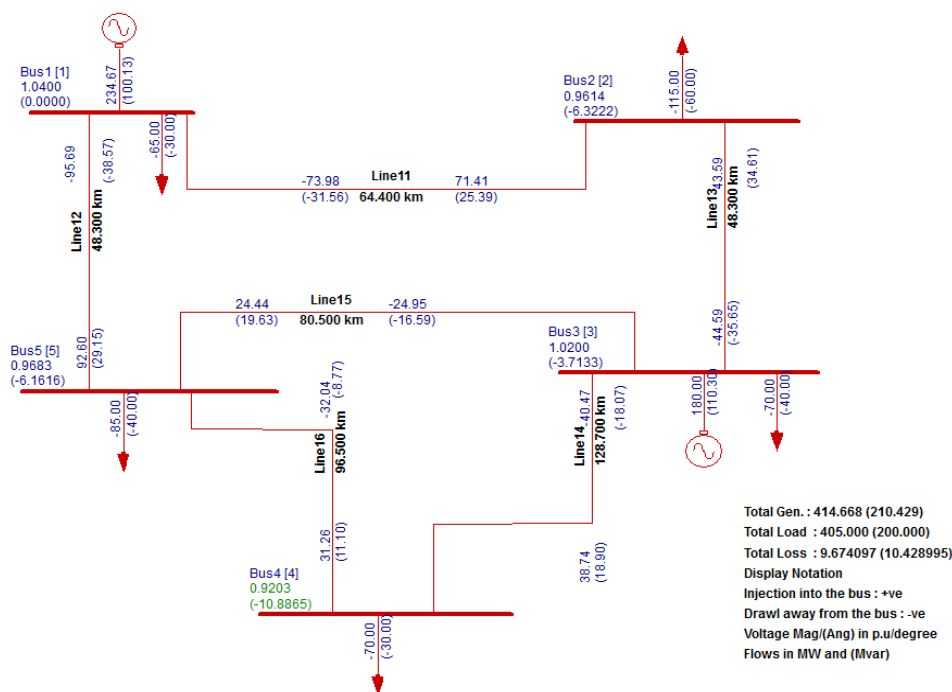 Bus1 [1]
1.0400
(0.0000)
234.67
(100.13)
-65.00
(-30.00)
-95.69
(-38.57)
Line12
48.300 km
92.60
(29.15)
-73.98
(-31.56)
Line11
64.400 km
71.41
(25.39)
Bus2 [2]
0.9614
(-6.3222)
-115.00
(-60.00)
43.59
(34.61)
Line13
48.300 km
-44.59
(-35.65)
24.44
(19.63)
Line15
80.500 km
-24.95
(-16.59)
Bus5 [5]
0.9683
(-6.1616)
-85.00
(-40.00)
Bus3 [3]
1.0200
(-3.7133)
180.00
(110.30)
-70.00
(-40.00)
-32.04
(-8.77)
Line16
96.500 km
31.26
(11.10)
-40.47
(-18.07)
Line14
128.700 km
38.74
(18.90)
Bus4 [4]
0.9203
(-10.8865)
-70.00
(-30.00)
Total Gen. : 414.668 (210.429)
Total Load : 405.000 (200.000)
Total Loss : 9.674097 (10.428995)
Display Notation
Injection into the bus : +ve
Drawl away from the bus : -ve
Voltage Mag/(Ang) in p.u/degree
Flows in MW and (Mvar)